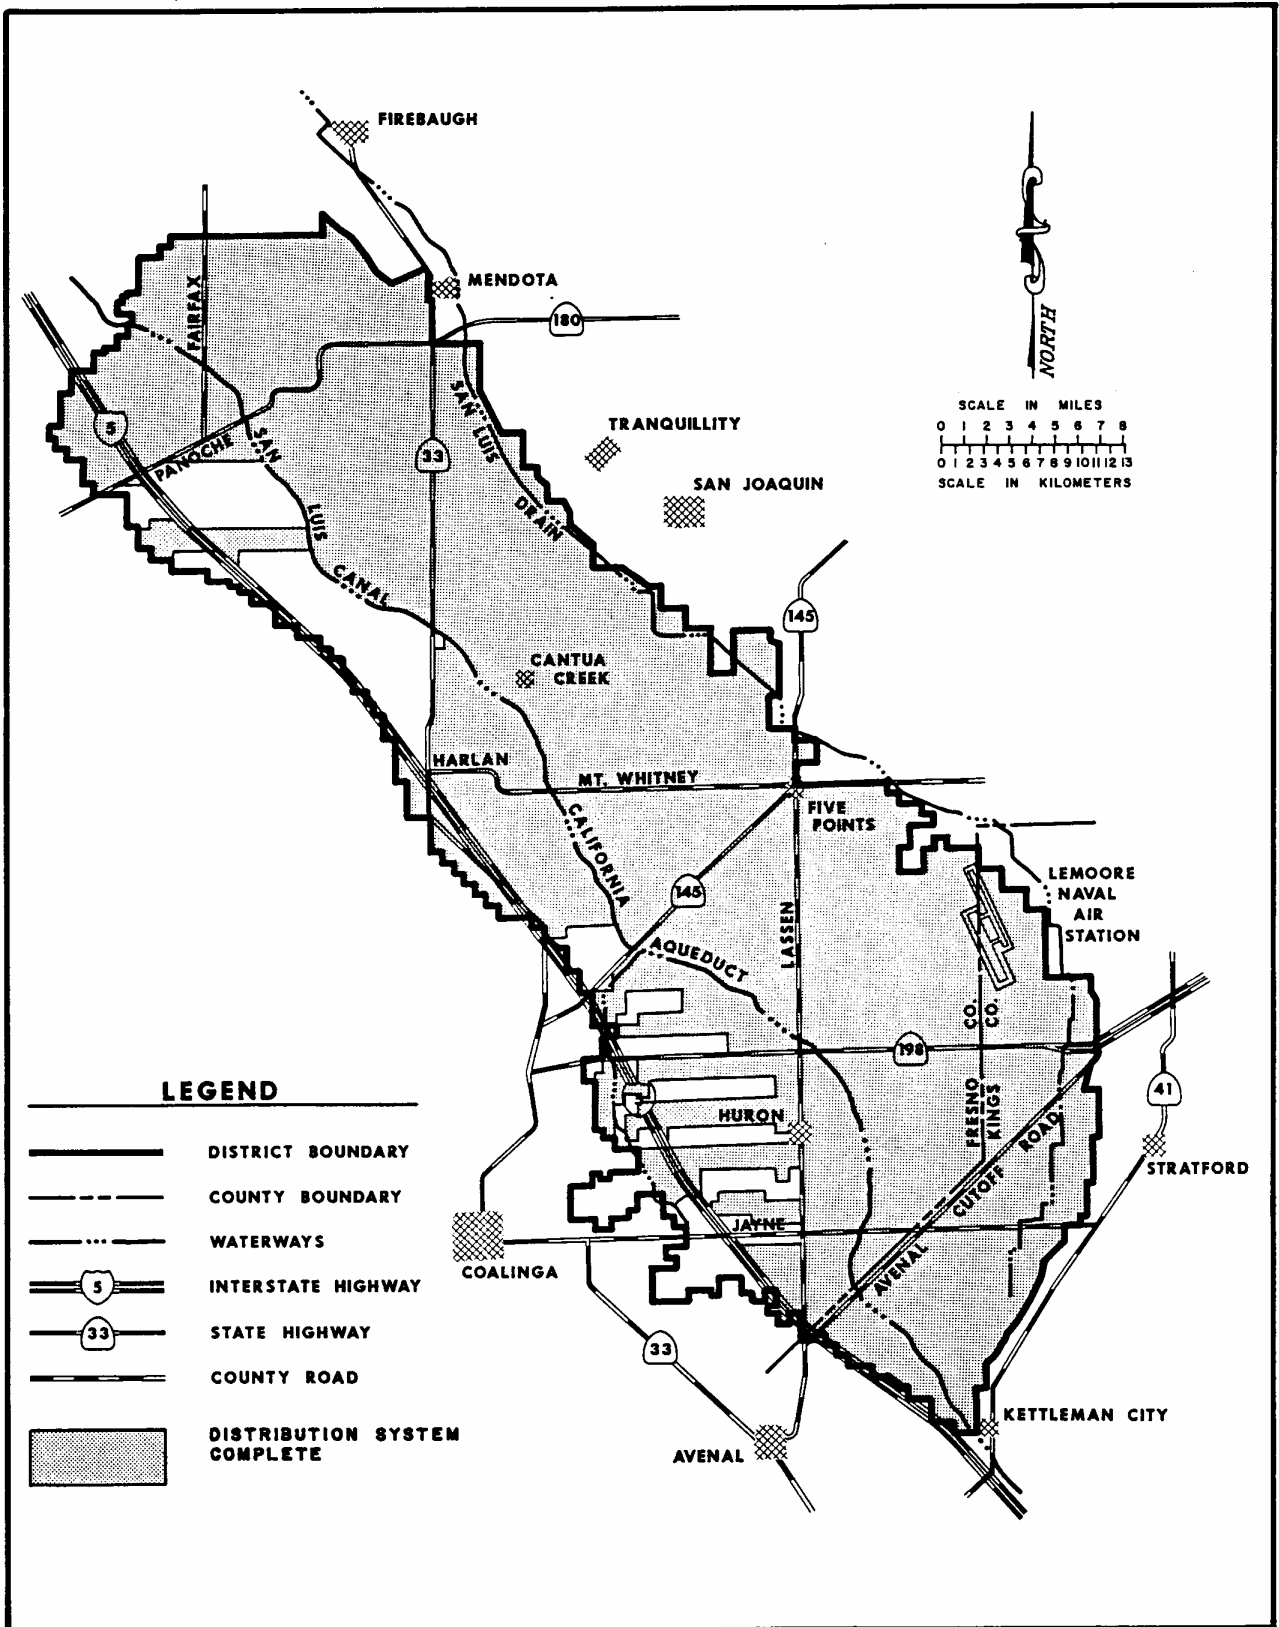 FIREBAUGH
MENDOTA
180
FAIRFAX
NORTH
SCALE IN MILES
0 1 2 3 4 5 6 7 8
0 1 2 3 4 5 6 7 8 9 10 11 12 13
SCALE IN KILOMETERS
TRANQUILLITY
SAN LUIS DRAIN
5
PANOCHE
33
SAN JOAQUIN
SAN LUIS CANAL
145
CANTUA
CREEK
HARLAN
MT. WHITNEY
FIVE
POINTS
CALIFORNIA AQUEDUCT
145
LASSEN
LEMOORE
NAVAL
AIR
STATION
FRESNO CO.
KINGS CO.
198
41
HURON
AVENAL CUTOFF ROAD
STRATFORD
JAYNE
COALINGA
33
KETTLEMAN CITY
AVENAL
LEGEND
DISTRICT BOUNDARY
COUNTY BOUNDARY
WATERWAYS
5 INTERSTATE HIGHWAY
33 STATE HIGHWAY
COUNTY ROAD
DISTRIBUTION SYSTEM
COMPLETE